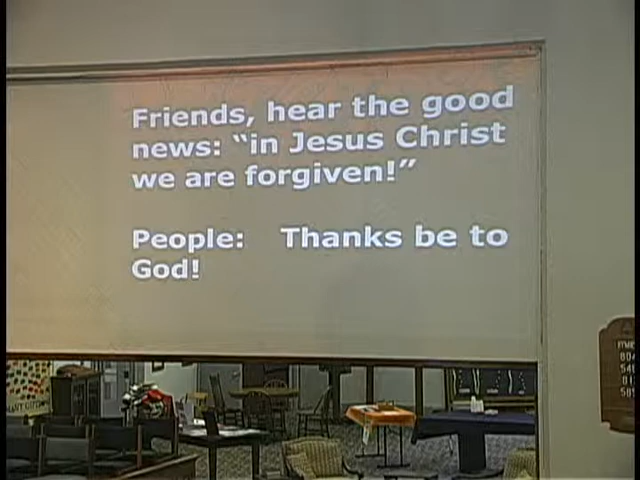 Friends, hear the good
news: “in Jesus Christ
we are forgiven!”
People: Thanks be to
God!